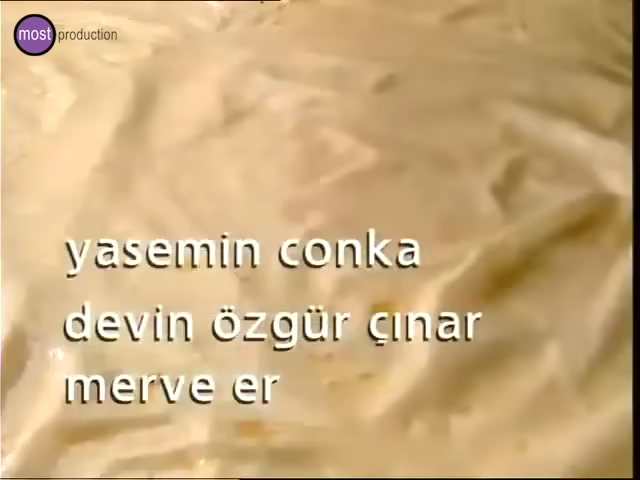 most production
yasemin conka
devin özgür çınar
merve er